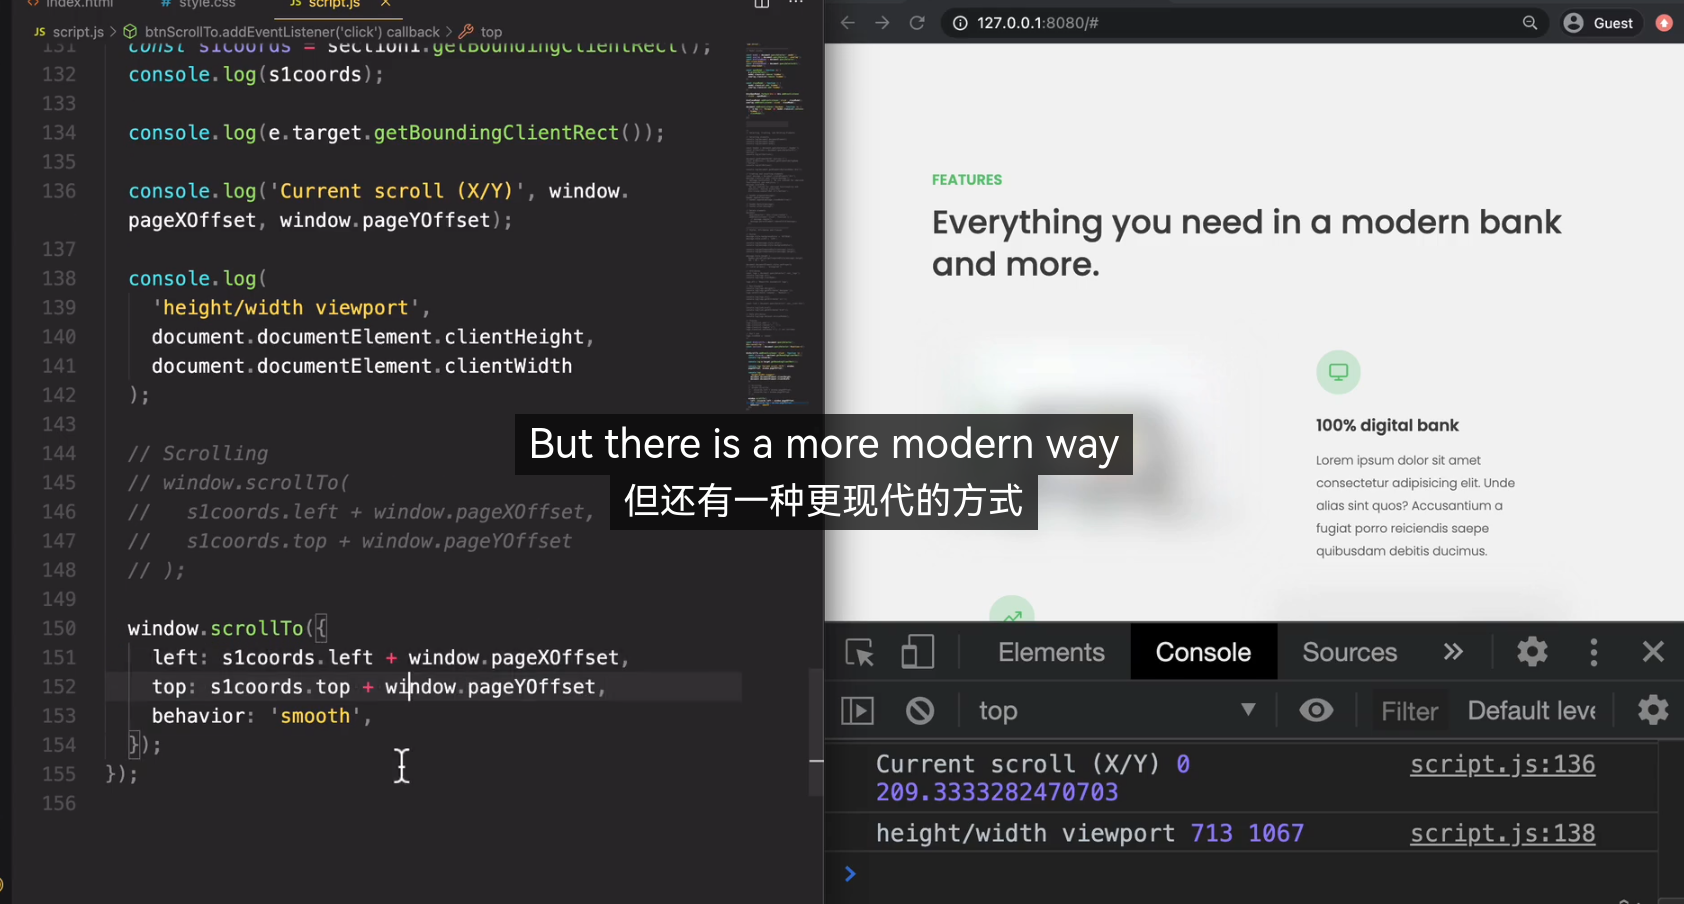 index.html
# style.css
JS script.js ×
JS script.js > btnScrollTo.addEventListener('click') callback > top
131 const s1coords = section1.getBoundingClientRect();
132 console.log(s1coords);
133
134 console.log(e.target.getBoundingClientRect());
135
136 console.log('Current scroll (X/Y)', window.
pageXOffset, window.pageYOffset);
137
138 console.log(
139 'height/width viewport',
140 document.documentElement.clientHeight,
141 document.documentElement.clientWidth
142 );
143
144 // Scrolling
145 // window.scrollTo(
146 // s1coords.left + window.pageXOffset,
147 // s1coords.top + window.pageYOffset
148 // );
149
150 window.scrollTo({
151 left: s1coords.left + window.pageXOffset,
152 top: s1coords.top + window.pageYOffset,
153 behavior: 'smooth',
154 });
155 });
156
But there is a more modern way
但还有一种更现代的方式
127.0.0.1:8080/#
Guest
FEATURES
Everything you need in a modern bank
and more.
100% digital bank
Lorem ipsum dolor sit amet
consectetur adipisicing elit. Unde
alias sint quos? Accusantium a
fugiat porro reiciendis saepe
quibusdam debitis ducimus.
Elements Console Sources »
top Filter Default leve
Current scroll (X/Y) 0 script.js:136
209.3333282470703
height/width viewport 713 1067 script.js:138